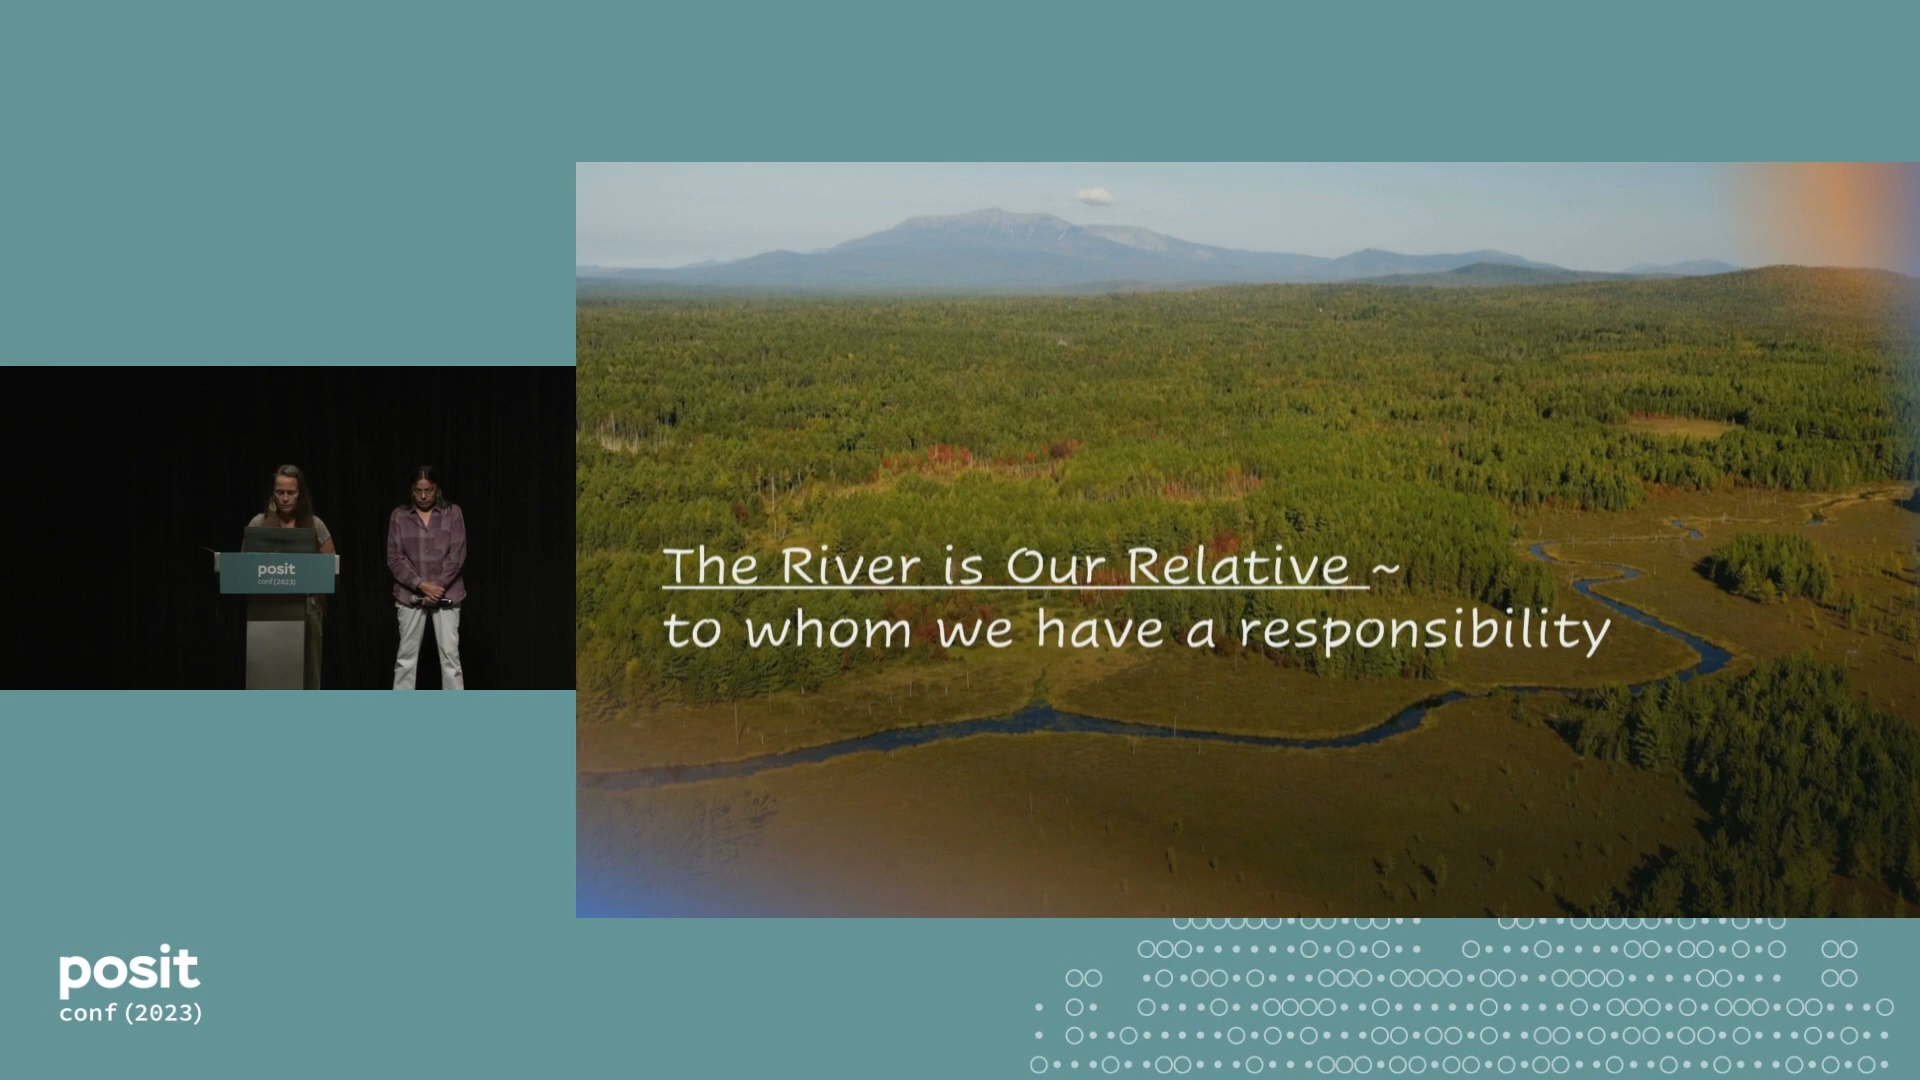 posit
conf(2023)
The River is Our Relative ~
to whom we have a responsibility
posit
conf (2023)